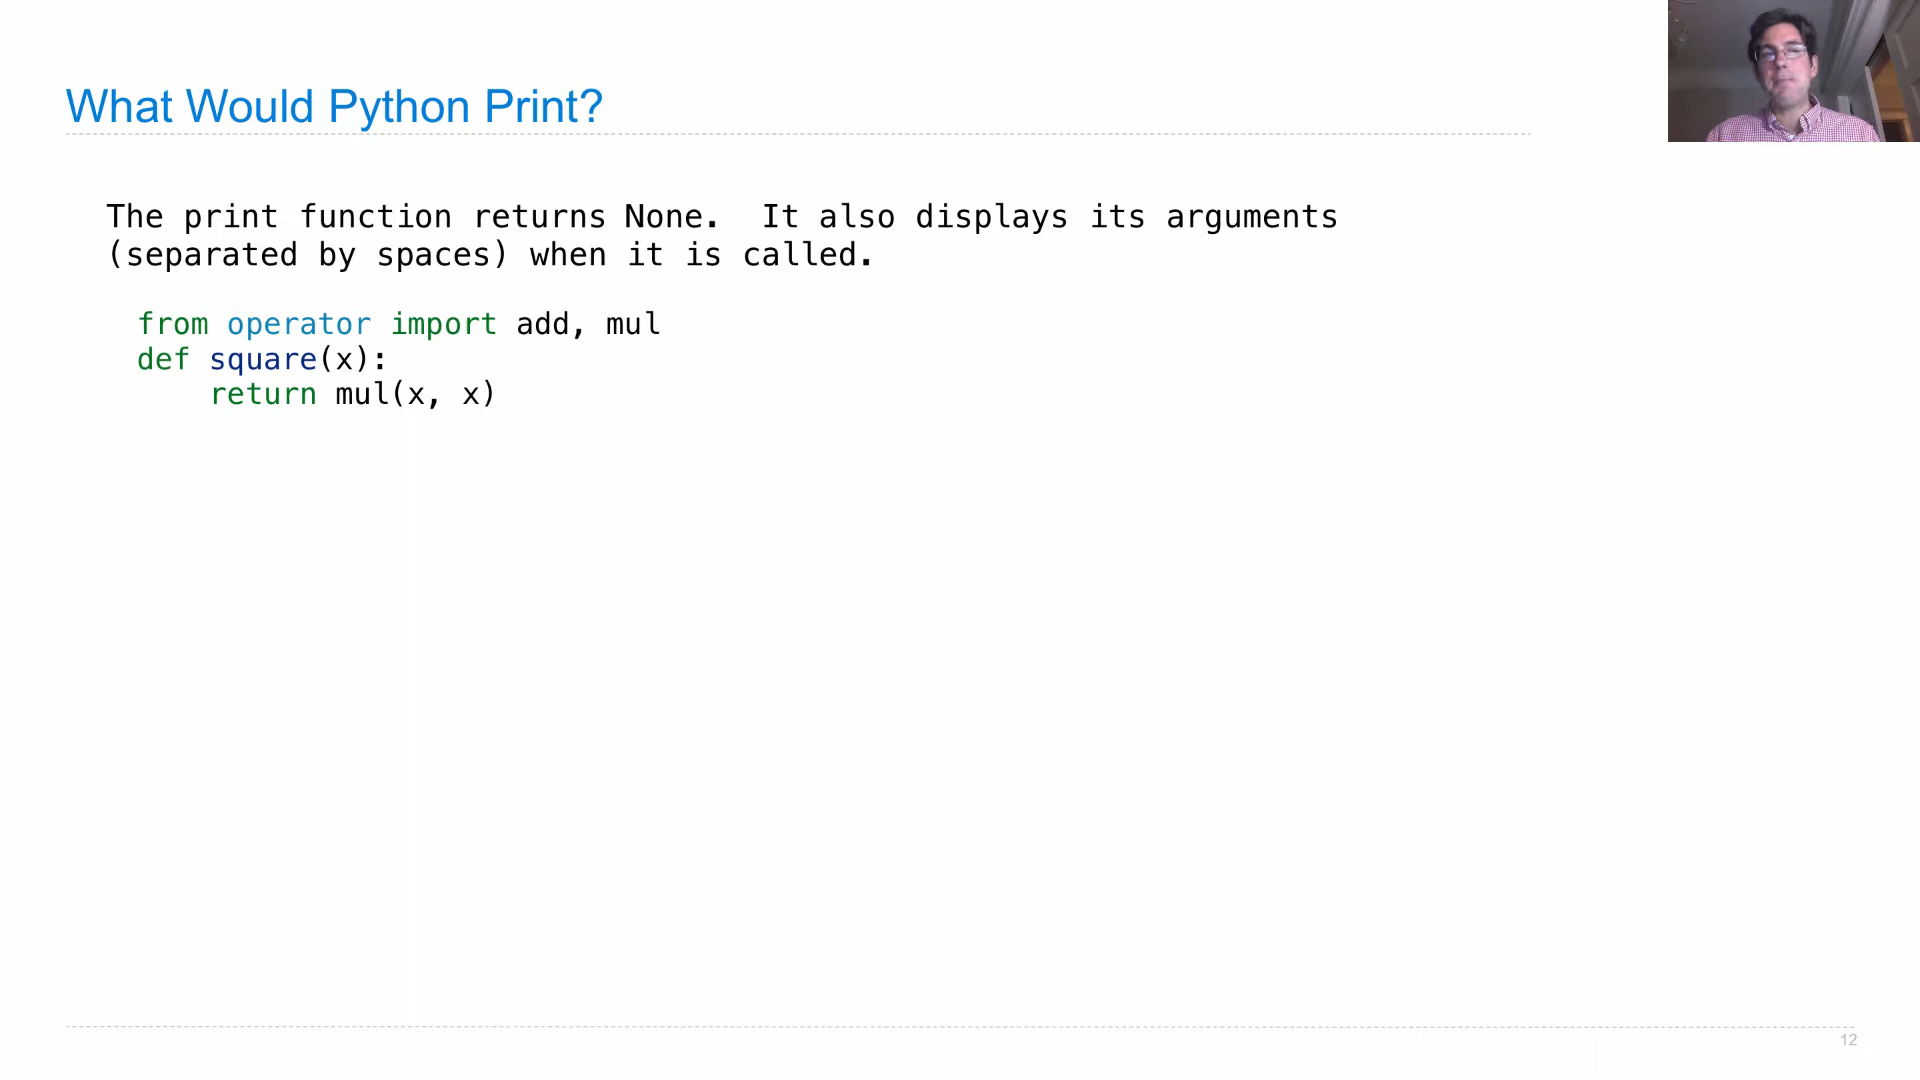 What Would Python Print?
The print function returns None.  It also displays its arguments
(separated by spaces) when it is called.
from operator import add, mul
def square(x):
    return mul(x, x)
12